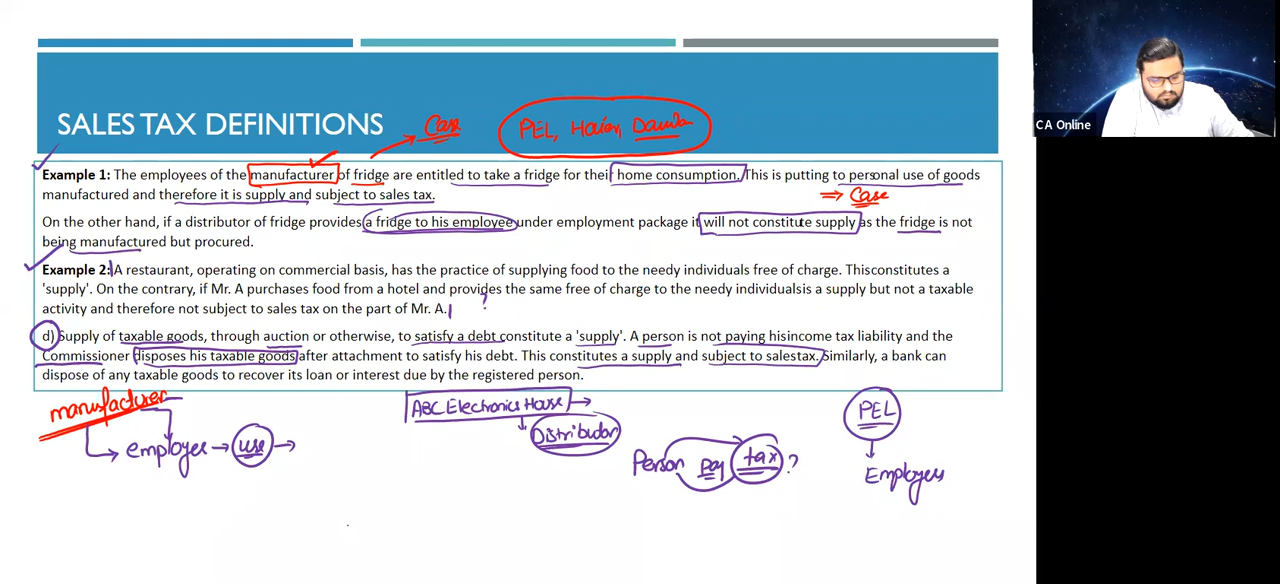 SALES TAX DEFINITIONS
Case
PEL, Haier, Dawlan
Example 1: The employees of the manufacturer of fridge are entitled to take a fridge for their home consumption. This is putting to personal use of goods
manufactured and therefore it is supply and subject to sales tax.
⇒ Case
On the other hand, if a distributor of fridge provides a fridge to his employee under employment package it will not constitute supply as the fridge is not
being manufactured but procured.
Example 2: A restaurant, operating on commercial basis, has the practice of supplying food to the needy individuals free of charge. Thisconstitutes a
'supply'. On the contrary, if Mr. A purchases food from a hotel and provides the same free of charge to the needy individualsis a supply but not a taxable
?
activity and therefore not subject to sales tax on the part of Mr. A.
d) Supply of taxable goods, through auction or otherwise, to satisfy a debt constitute a 'supply'. A person is not paying hisincome tax liability and the
Commissioner disposes his taxable goods after attachment to satisfy his debt. This constitutes a supply and subject to salestax. Similarly, a bank can
dispose of any taxable goods to recover its loan or interest due by the registered person.
manufacturer
employee → use →
ABC Electronics House →
Distributor
Person pay tax ?
PEL
Employees
CA Online